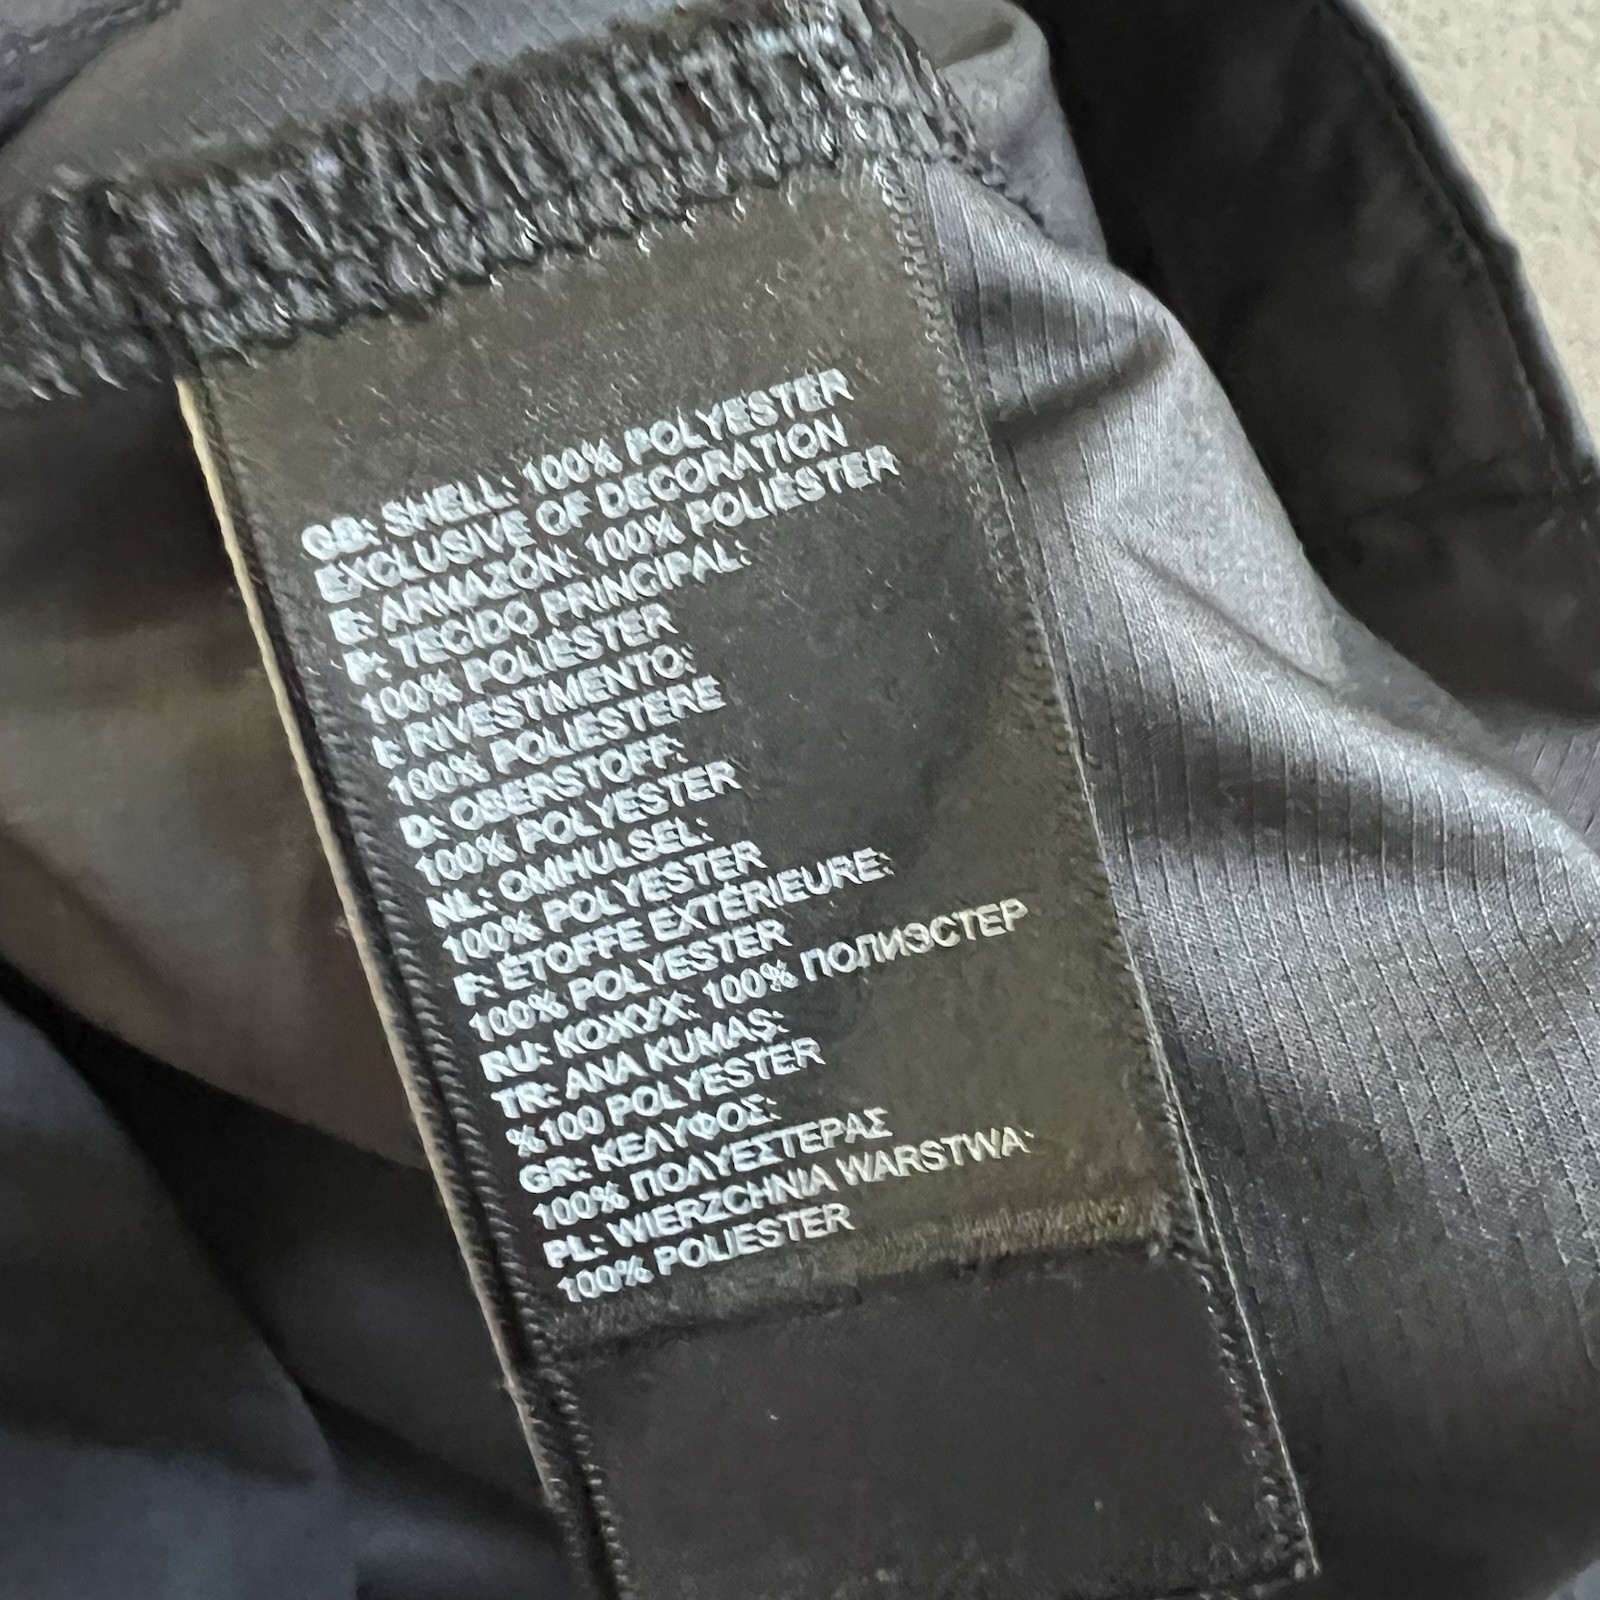 GB: SHELL: 100% POLYESTER
EXCLUSIVE OF DECORATION
E: ARMAZÓN: 100% POLIESTER
P: TECIDO PRINCIPAL:
100% POLIESTER
I: RIVESTIMENTO:
100% POLIESTERE
D: OBERSTOFF:
100% POLYESTER
NL: OMHULSEL:
100% POLYESTER
F: ÉTOFFE EXTÉRIEURE:
100% POLYESTER
RU: КОЖУХ: 100% ПОЛИЭСТЕР
TR: ANA KUMAŞ:
%100 POLYESTER
GR: ΚΕΛΥΦΟΣ:
100% ΠΟΛΥΕΣΤΕΡΑΣ
PL: WIERZCHNIA WARSTWA:
100% POLIESTER